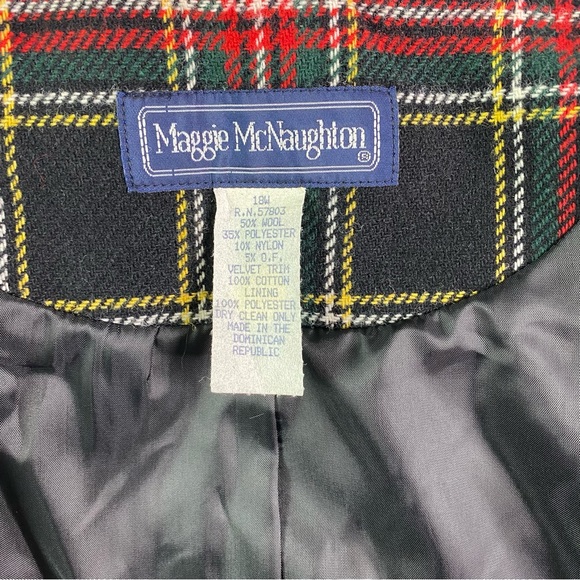 Maggie McNaughton ®
18W
R.N.57803
50% WOOL
35% POLYESTER
10% NYLON
5% O.F.
VELVET TRIM
100% COTTON
LINING
100% POLYESTER
DRY CLEAN ONLY
MADE IN THE
DOMINICAN
REPUBLIC